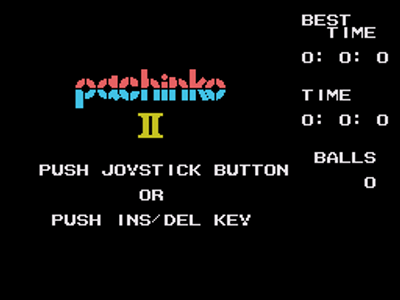 BEST
TIME
0: 0: 0
pachinko
II
TIME
0: 0: 0
PUSH JOYSTICK BUTTON
OR
PUSH INS/DEL KEY
BALLS
0